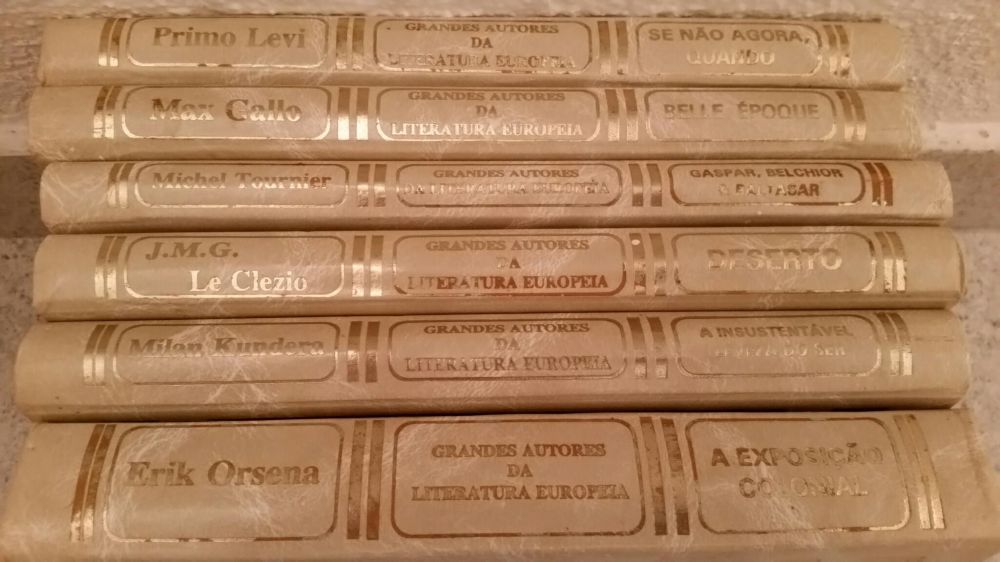 Primo Levi
GRANDES AUTORES
DA
LITERATURA EUROPEIA
SE NÃO AGORA,
QUANDO
Max Gallo
GRANDES AUTORES
DA
LITERATURA EUROPEIA
BELLE ÉPOQUE
Michel Tournier
GRANDES AUTORES
DA LITERATURA EUROPEIA
GASPAR, BELCHIOR
& BALTASAR
J.M.G.
Le Clezio
GRANDES AUTORES
DA
LITERATURA EUROPEIA
DESERTO
Milan Kundera
GRANDES AUTORES
DA
LITERATURA EUROPEIA
A INSUSTENTÁVEL
LEVEZA DO SER
Erik Orsena
GRANDES AUTORES
DA
LITERATURA EUROPEIA
A EXPOSIÇÃO
COLONIAL